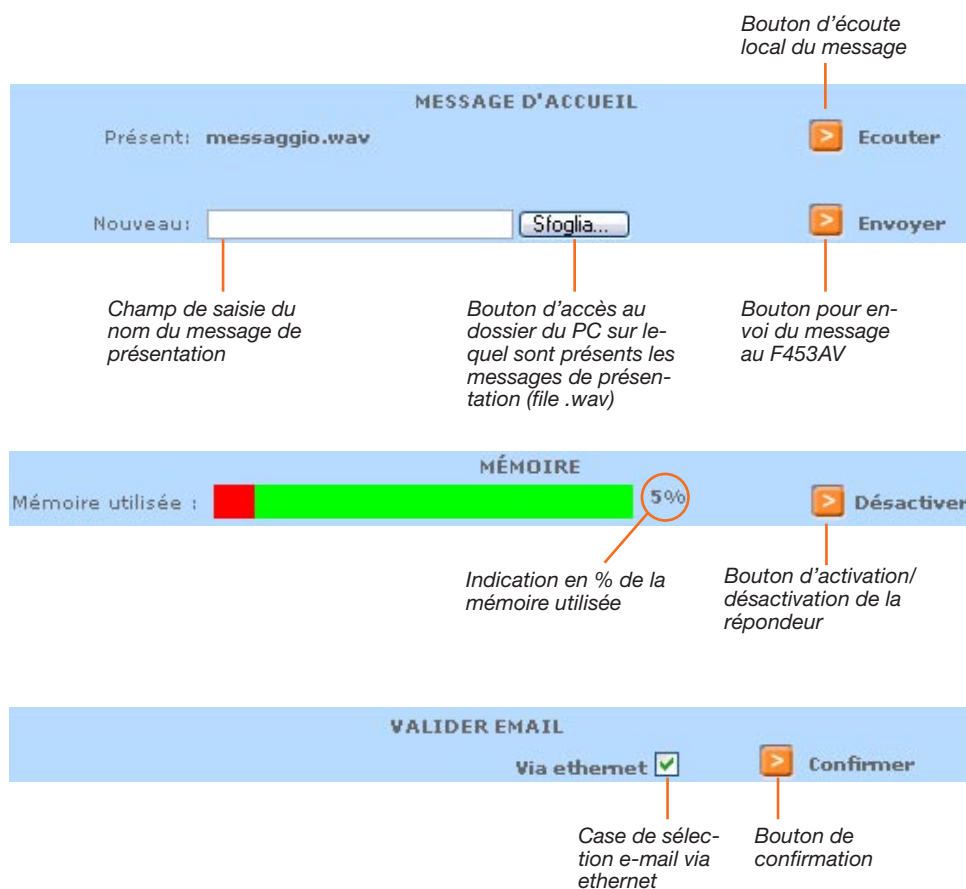 Bouton d'écoute
local du message
MESSAGE D'ACCUEIL
Présent: messaggio.wav
Ecouter
Nouveau:
Sfoglia...
Envoyer
Champ de saisie du
nom du message de
présentation
Bouton d'accès au
dossier du PC sur le-
quel sont présents les
messages de présen-
tation (file .wav)
Bouton pour en-
voi du message
au F453AV
MÉMOIRE
Mémoire utilisée :
5%
Désactiver
Indication en % de la
mémoire utilisée
Bouton d'activation/
désactivation de la
répondeur
VALIDER EMAIL
Via ethernet
Confirmer
Case de sélec-
tion e-mail via
ethernet
Bouton de
confirmation